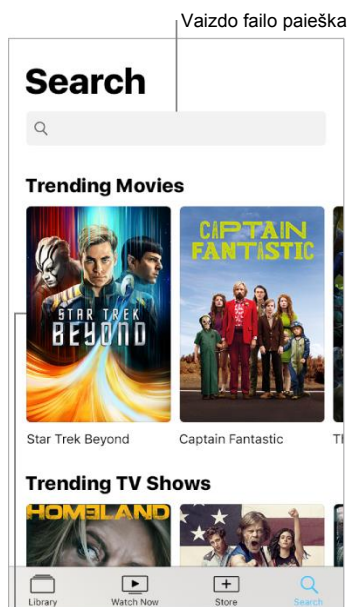 Vaizdo failo paieška
Search
Trending Movies
STAR TREK
BEYOND
CAPTAIN
FANTASTIC
Star Trek Beyond
Captain Fantastic
Trending TV Shows
HOMELAND
Library
Watch Now
Store
Search